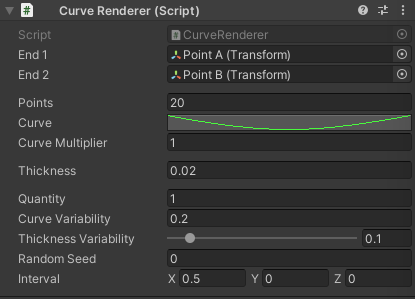 Curve Renderer (Script)
Script CurveRenderer
End 1 Point A (Transform)
End 2 Point B (Transform)
Points 20
Curve
Curve Multiplier 1
Thickness 0.02
Quantity 1
Curve Variability 0.2
Thickness Variability 0.1
Random Seed 0
Interval X 0.5 Y 0 Z 0